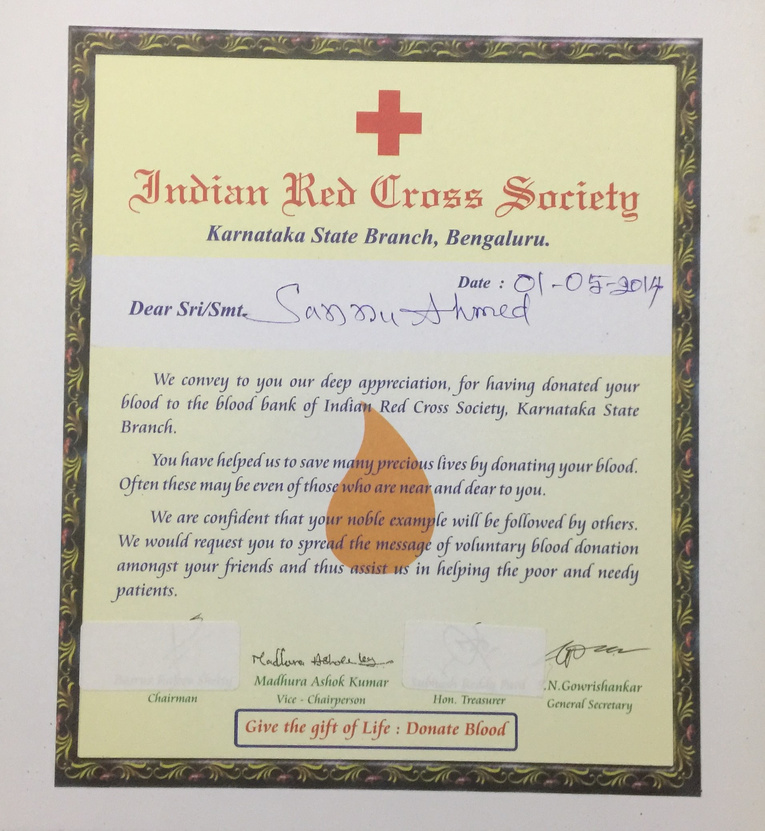 Indian Red Cross Society
Karnataka State Branch, Bengaluru.
Date : 01-05-2014
Dear Sri/Smt. Sannu Ahmed
We convey to you our deep appreciation, for having donated your
blood to the blood bank of Indian Red Cross Society, Karnataka State
Branch.
You have helped us to save many precious lives by donating your blood.
Often these may be even of those who are near and dear to you.
We are confident that your noble example will be followed by others.
We would request you to spread the message of voluntary blood donation
amongst your friends and thus assist us in helping the poor and needy
patients.
Madhura Ashok Kumar .N.Gowrishankar
Chairman Vice - Chairperson Hon. Treasurer General Secretary
Give the gift of Life : Donate Blood